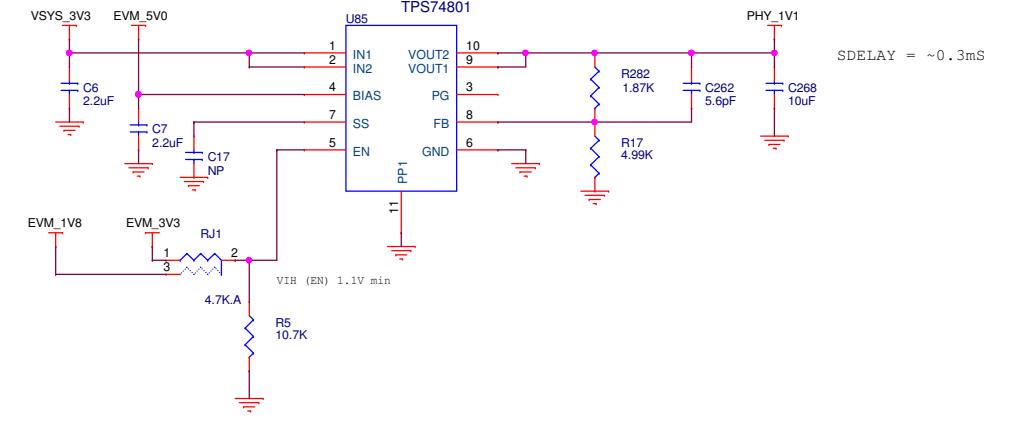 TPS74801
VSYS_3V3
EVM_5V0
U85
PHY_1V1
1
IN1
VOUT2
10
2
IN2
VOUT1
9
SDELAY = ~0.3mS
C6
2.2uF
4
BIAS
PG
3
R282
1.87K
C262
5.6pF
C268
10uF
7
SS
FB
8
C7
2.2uF
5
EN
GND
6
R17
4.99K
C17
NP
PP1
11
EVM_1V8
EVM_3V3
RJ1
1
2
3
VIH (EN) 1.1V min
4.7K.A
R5
10.7K